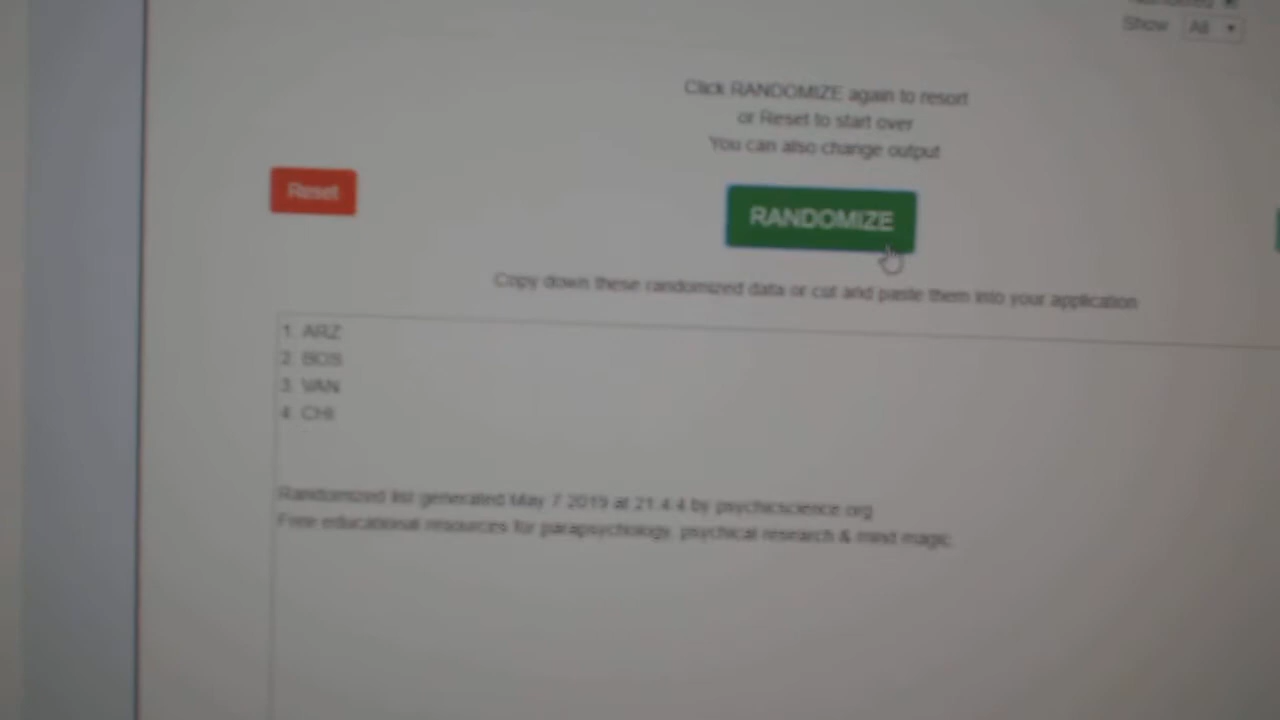 Show All
Click RANDOMIZE again to resort
or Reset to start over
You can also change output
Reset
RANDOMIZE
Copy down these randomized data or cut and paste them into your application
1. ARZ
2. BOS
3. VAN
4. CHI
Randomized list generated May 7 2019 at 21:4:4 by psychicscience.org
Free educational resources for parapsychology, psychical research & mind magic.